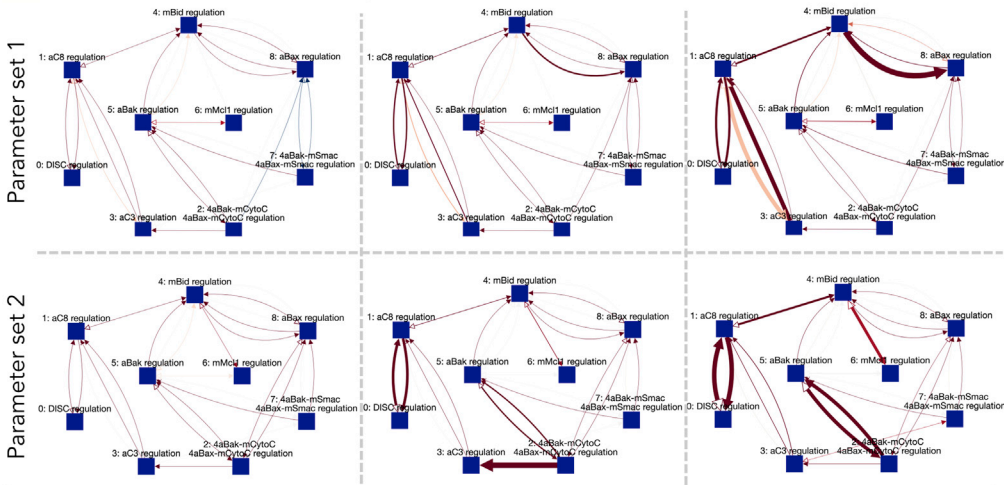 Parameter set 1
4: mBid regulation
1: aC8 regulation
8: aBax regulation
5: aBak regulation
6: mMcl1 regulation
0: DISC regulation
7: 4aBak-mSmac
4aBax-mSmac regulation
2: 4aBak-mCytoC
4aBax-mCytoC regulation
3: aC3 regulation
4: mBid regulation
1: aC8 regulation
8: aBax regulation
5: aBak regulation
6: mMcl1 regulation
0: DISC regulation
7: 4aBak-mSmac
4aBax-mSmac regulation
2: 4aBak-mCytoC
4aBax-mCytoC regulation
3: aC3 regulation
4: mBid regulation
1: aC8 regulation
8: aBax regulation
5: aBak regulation
6: mMcl1 regulation
0: DISC regulation
7: 4aBak-mSmac
4aBax-mSmac regulation
2: 4aBak-mCytoC
4aBax-mCytoC regulation
3: aC3 regulation
Parameter set 2
4: mBid regulation
1: aC8 regulation
8: aBax regulation
5: aBak regulation
6: mMcl1 regulation
0: DISC regulation
7: 4aBak-mSmac
4aBax-mSmac regulation
2: 4aBak-mCytoC
4aBax-mCytoC regulation
3: aC3 regulation
4: mBid regulation
1: aC8 regulation
8: aBax regulation
5: aBak regulation
6: mMcl1 regulation
0: DISC regulation
7: 4aBak-mSmac
4aBax-mSmac regulation
2: 4aBak-mCytoC
4aBax-mCytoC regulation
3: aC3 regulation
4: mBid regulation
1: aC8 regulation
8: aBax regulation
5: aBak regulation
6: mMcl1 regulation
0: DISC regulation
7: 4aBak-mSmac
4aBax-mSmac regulation
2: 4aBak-mCytoC
4aBax-mCytoC regulation
3: aC3 regulation